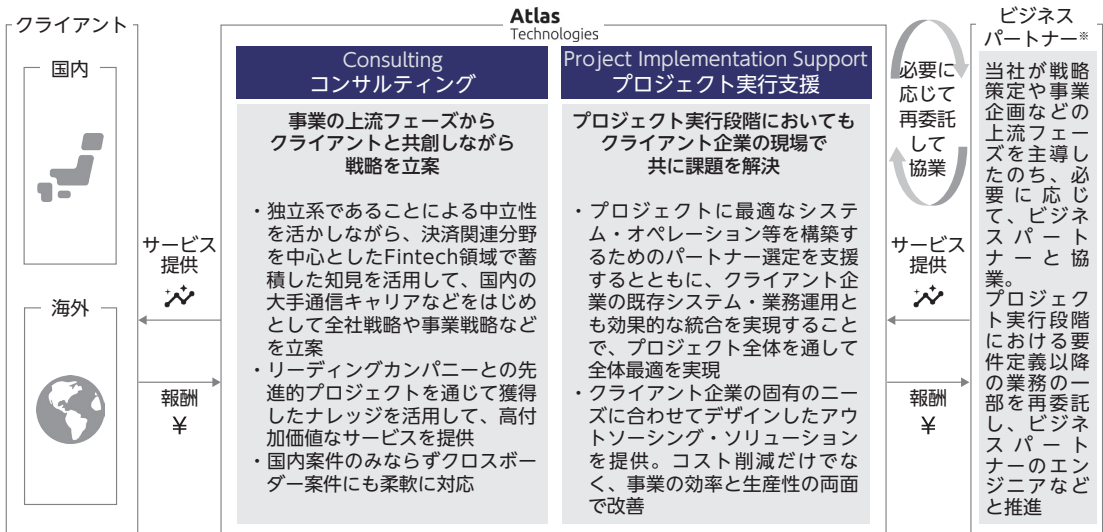 クライアント
国内
海外
サービス
提供
報酬
¥
Atlas
Technologies
Consulting
コンサルティング
事業の上流フェーズから
クライアントと共創しながら
戦略を立案
・独立系であることによる中立性
を活かしながら、決済関連分野
を中心としたFintech領域で蓄
積した知見を活用して、国内の
大手通信キャリアなどをはじめ
として全社戦略や事業戦略など
を立案
・リーディングカンパニーとの先
進的プロジェクトを通じて獲得
したナレッジを活用して、高付
加価値なサービスを提供
・国内案件のみならずクロスボー
ダー案件にも柔軟に対応
Project Implementation Support
プロジェクト実行支援
プロジェクト実行段階においても
クライアント企業の現場で
共に課題を解決
・プロジェクトに最適なシステ
ム・オペレーション等を構築す
るためのパートナー選定を支援
するとともに、クライアント企
業の既存システム・業務運用と
も効果的な統合を実現すること
で、プロジェクト全体を通して
全体最適を実現
・クライアント企業の固有のニー
ズに合わせてデザインしたアウ
トソーシング・ソリューション
を提供。コスト削減だけでな
く、事業の効率と生産性の両面
で改善
必要に
応じて
再委託
して
協業
サービス
提供
報酬
¥
ビジネス
パートナー※
当社が戦略
策定や事業
企画などの
上流フェー
ズを主導し
たのち、必
要に応じ
て、ビジネ
スパート
ナーと協
業。
プロジェク
ト実行段階
における要
件定義以降
の業務の一
部を再委託
し、ビジネ
スパート
ナーのエン
ジニアなど
と推進